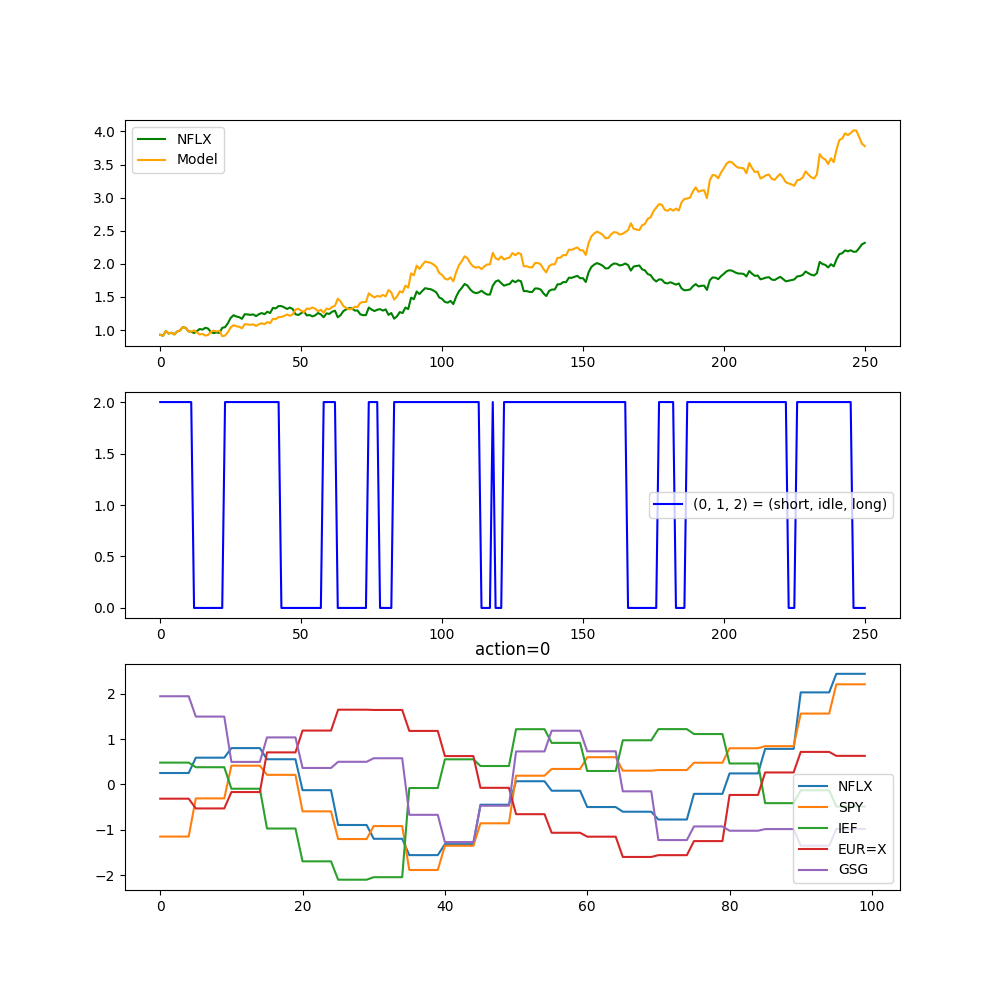 4.0
3.5
3.0
2.5
2.0
1.5
1.0
NFLX
Model
0 50 100 150 200 250
2.0
1.5
1.0
0.5
0.0
(0, 1, 2) = (short, idle, long)
0 50 100 150 200 250
action=0
2
1
0
−1
−2
NFLX
SPY
IEF
EUR=X
GSG
0 20 40 60 80 100